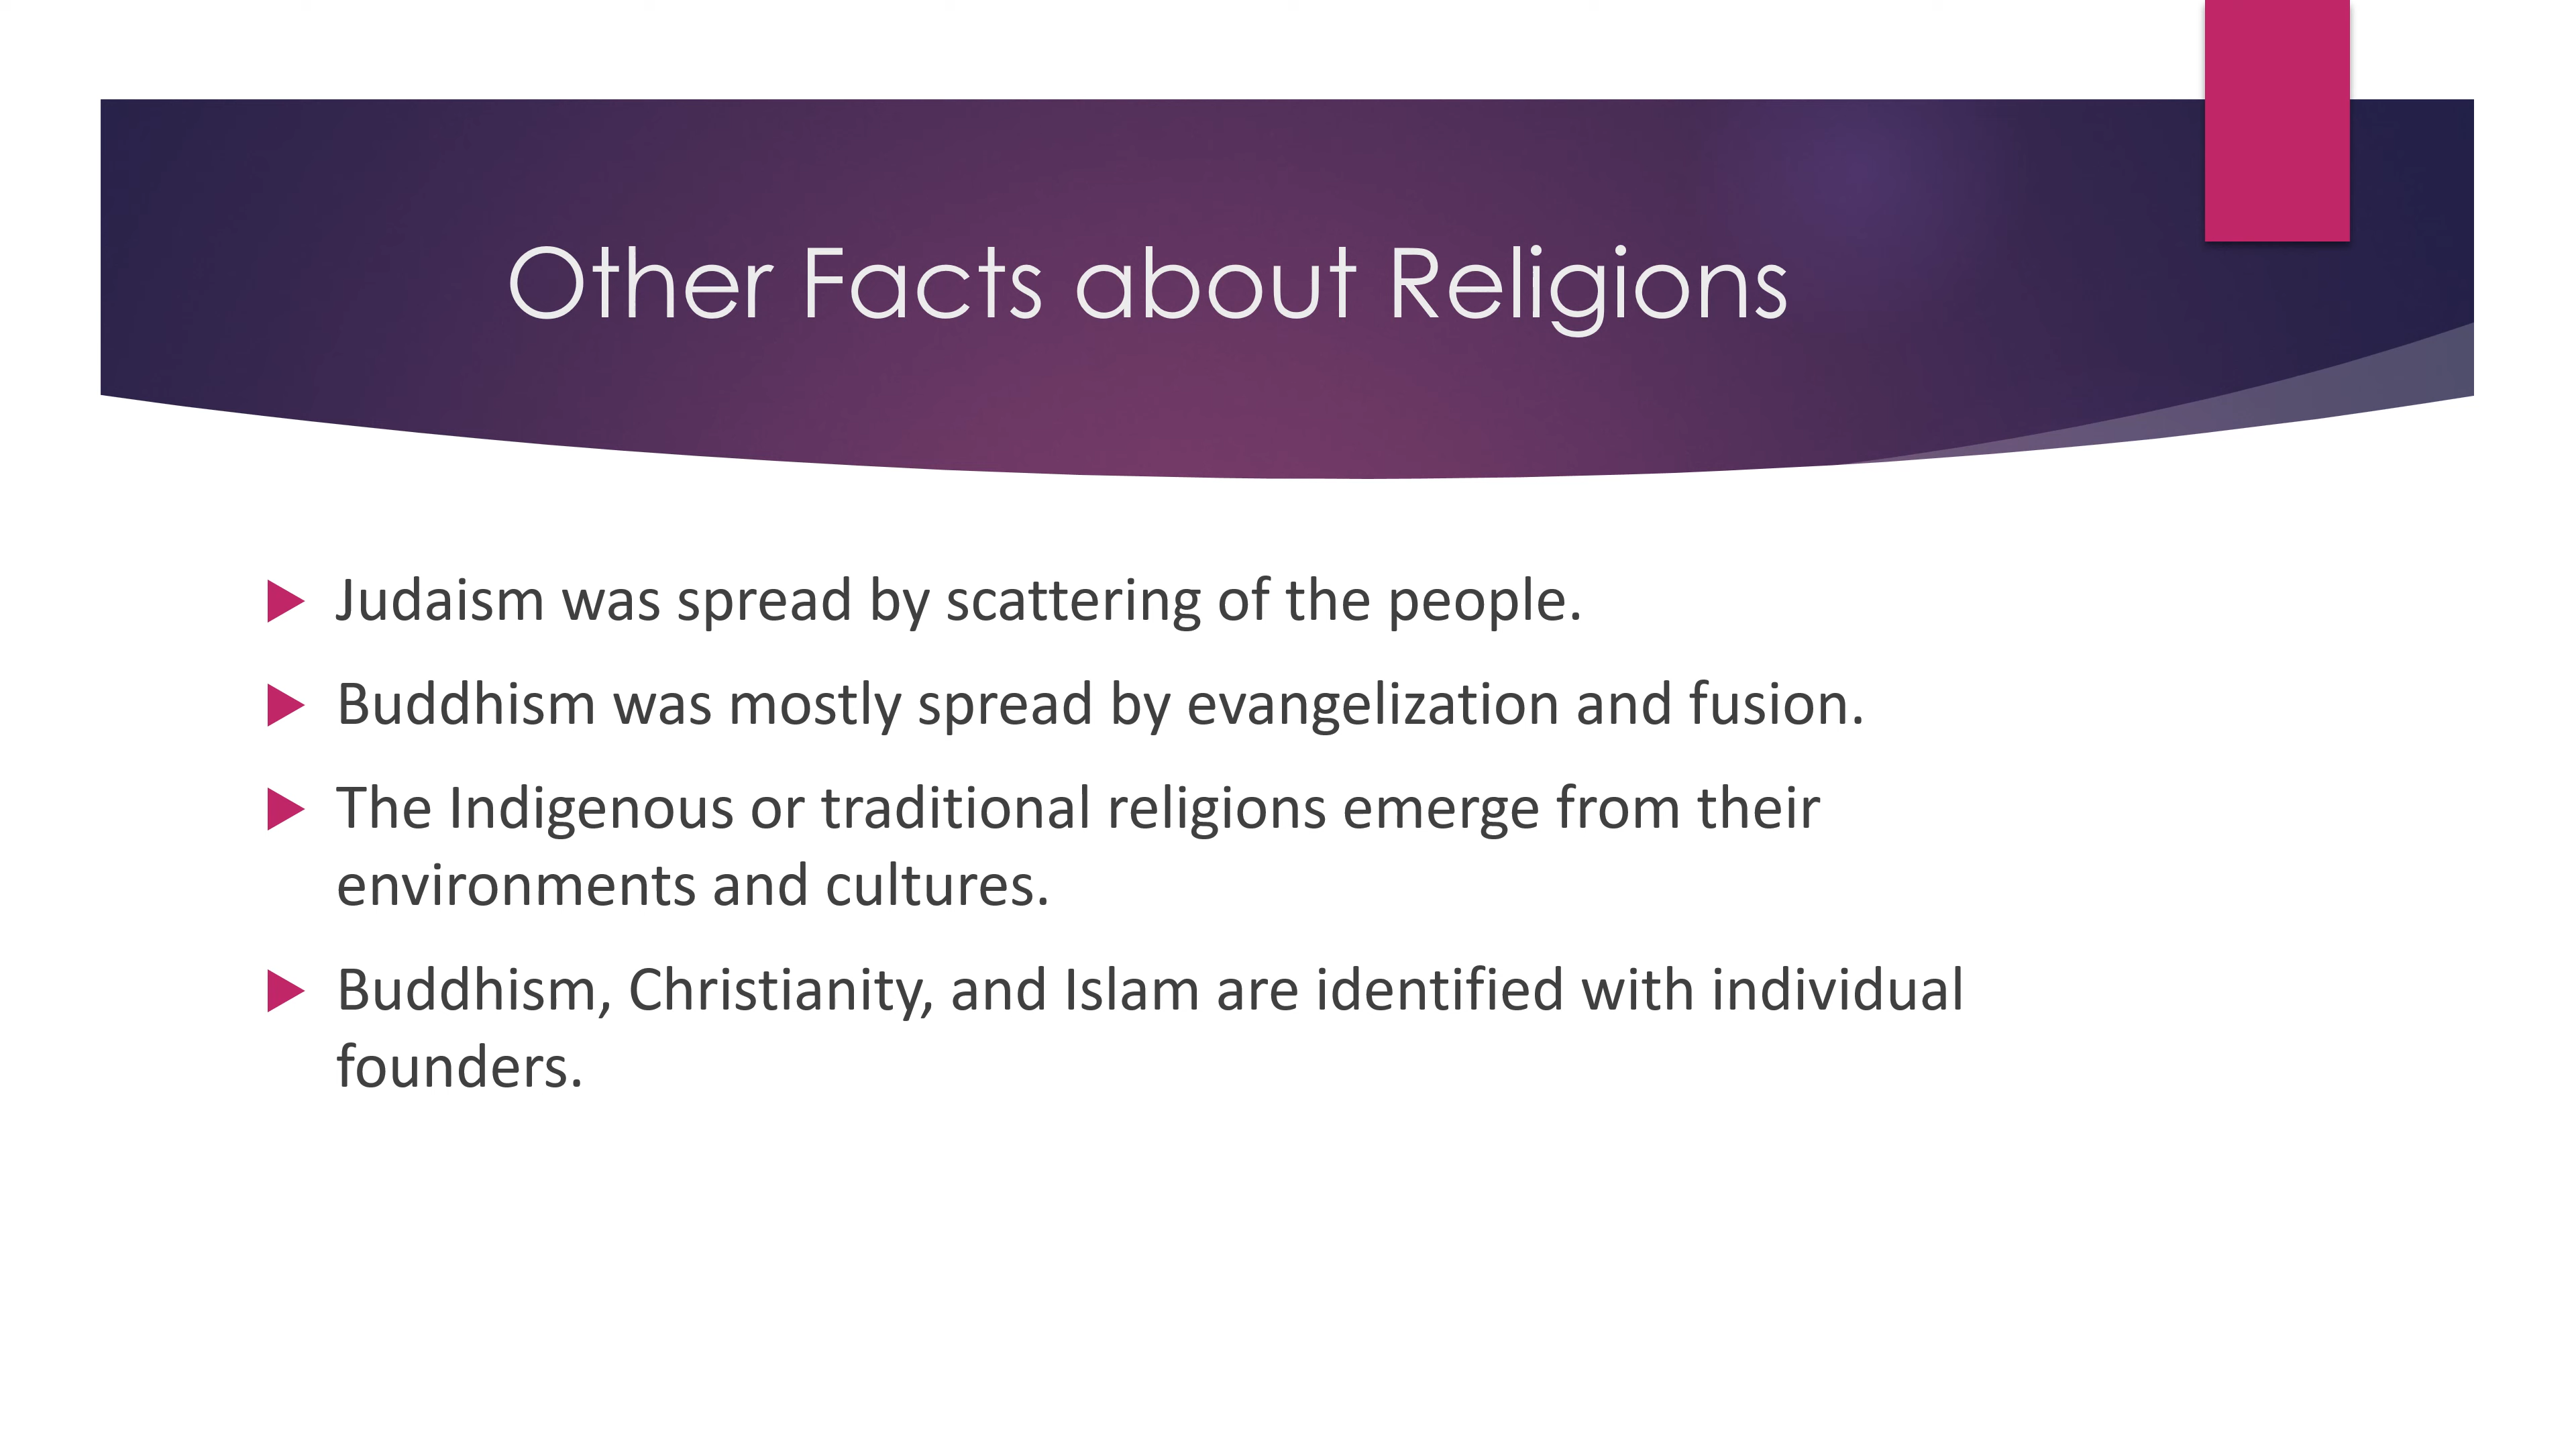 Other Facts about Religions
Judaism was spread by scattering of the people.
Buddhism was mostly spread by evangelization and fusion.
The Indigenous or traditional religions emerge from their
environments and cultures.
Buddhism, Christianity, and Islam are identified with individual
founders.